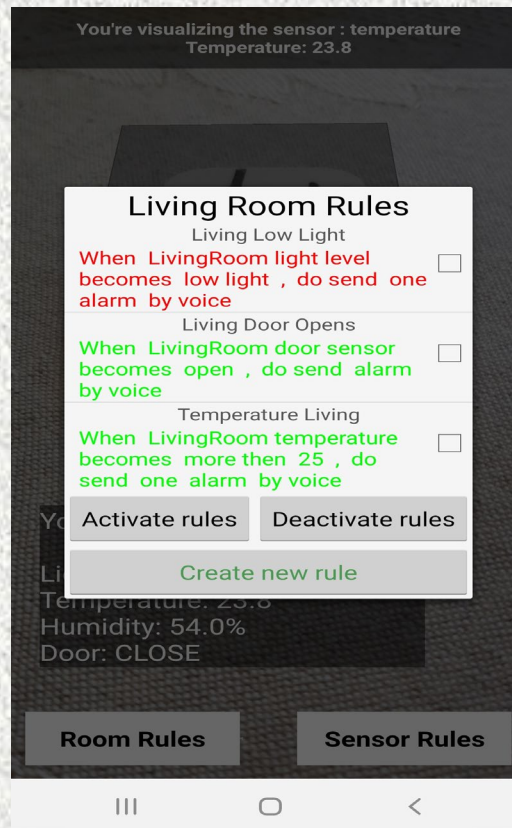 You're visualizing the sensor : temperature
Temperature: 23.8
Living Room Rules
Living Low Light
When LivingRoom light level
becomes low light , do send one
alarm by voice
Living Door Opens
When LivingRoom door sensor
becomes open , do send alarm
by voice
Temperature Living
When LivingRoom temperature
becomes more then 25 , do
send one alarm by voice
Activate rules Deactivate rules
Create new rule
Temperature: 23.8
Humidity: 54.0%
Door: CLOSE
Room Rules Sensor Rules